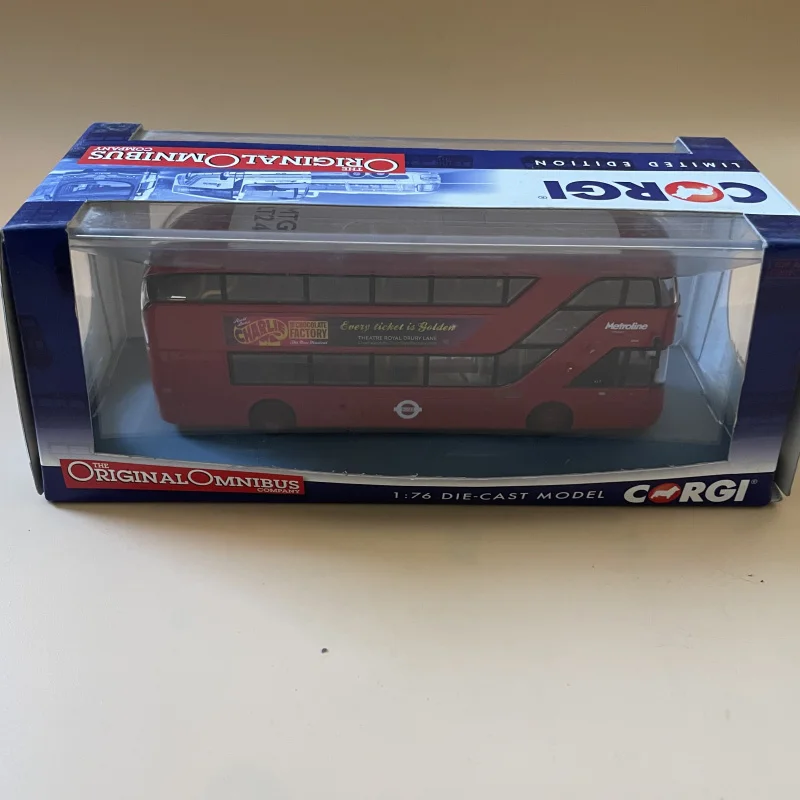 THE
ORIGINAL OMNIBUS
COMPANY
LIMITED EDITION
CORGI®
CHARLIE
AND THE
CHOCOLATE
FACTORY
Every ticket is Golden
THEATRE ROYAL DRURY LANE
Metroline
THE
ORIGINAL OMNIBUS
COMPANY
1:76 DIE-CAST MODEL
CORGI®